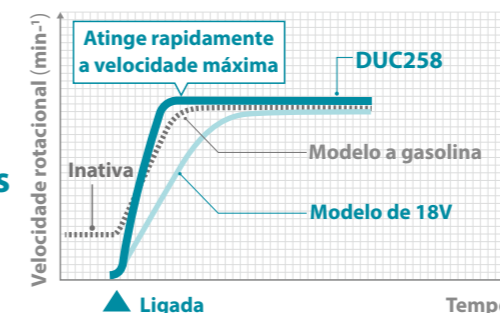 Velocidade rotacional (min-¹)
Atinge rapidamente
a velocidade máxima
DUC258
Modelo a gasolina
Inativa
Modelo de 18V
Ligada